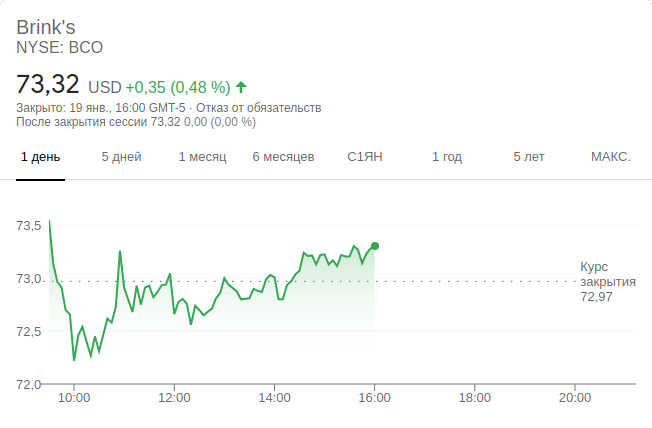 Brink's
NYSE: BCO
73,32 USD +0,35 (0,48 %)
Закрыто: 19 янв., 16:00 GMT-5 · Отказ от обязательств
После закрытия сессии 73,32 0,00 (0,00 %)
1 день 5 дней 1 месяц 6 месяцев С1ЯН 1 год 5 лет МАКС.
73,5
Курс
73,0 закрытия
72,97
72,5
72,0
10:00 12:00 14:00 16:00 18:00 20:00